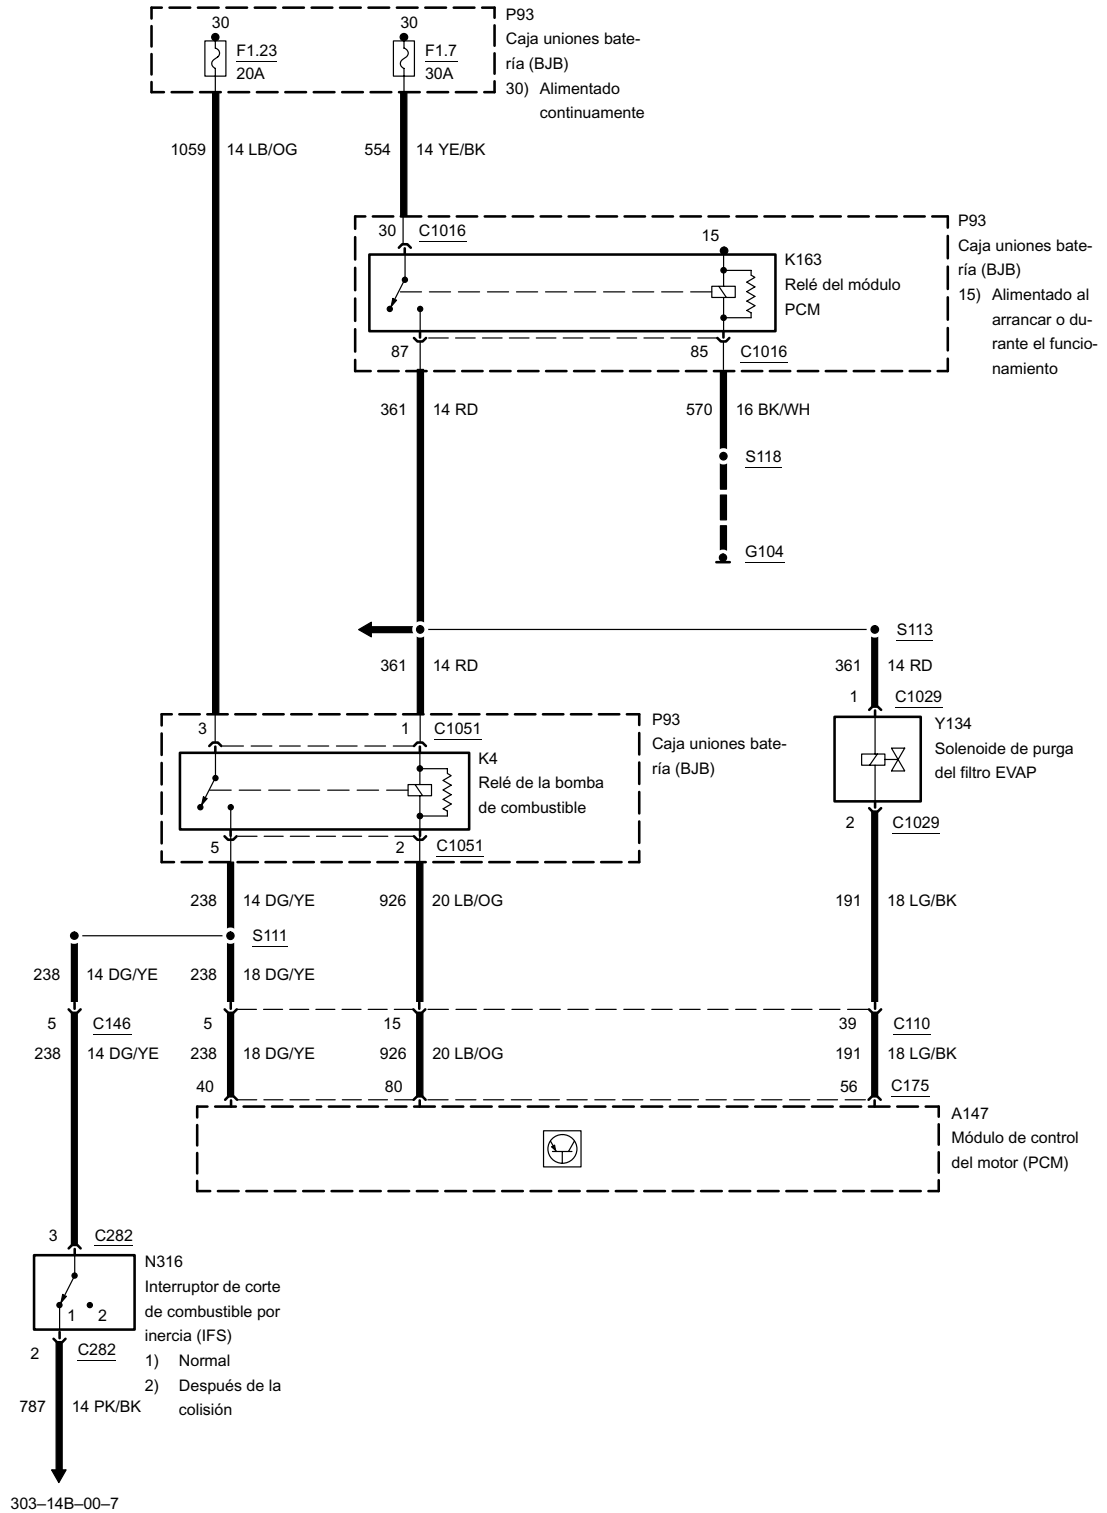 30
30
P93
Caja uniones bate-
ría (BJB)
30) Alimentado
continuamente
F1.23
20A
F1.7
30A
1059 14 LB/OG
554 14 YE/BK
30 C1016
15
P93
Caja uniones bate-
ría (BJB)
15) Alimentado al
arrancar o du-
rante el funcio-
namiento
K163
Relé del módulo
PCM
87
85 C1016
361 14 RD
570 16 BK/WH
S118
G104
S113
361 14 RD
361 14 RD
1 C1029
3
1 C1051
P93
Caja uniones bate-
ría (BJB)
Y134
Solenoide de purga
del filtro EVAP
K4
Relé de la bomba
de combustible
2 C1029
5
2 C1051
238 14 DG/YE
926 20 LB/OG
191 18 LG/BK
S111
238 14 DG/YE
238 18 DG/YE
5 C146
5
15
39 C110
238 14 DG/YE
238 18 DG/YE
926 20 LB/OG
191 18 LG/BK
40
80
56 C175
A147
Módulo de control
del motor (PCM)
3 C282
N316
Interruptor de corte
de combustible por
inercia (IFS)
1) Normal
2) Después de la
colisión
1 2
2 C282
787 14 PK/BK
303–14B–00–7